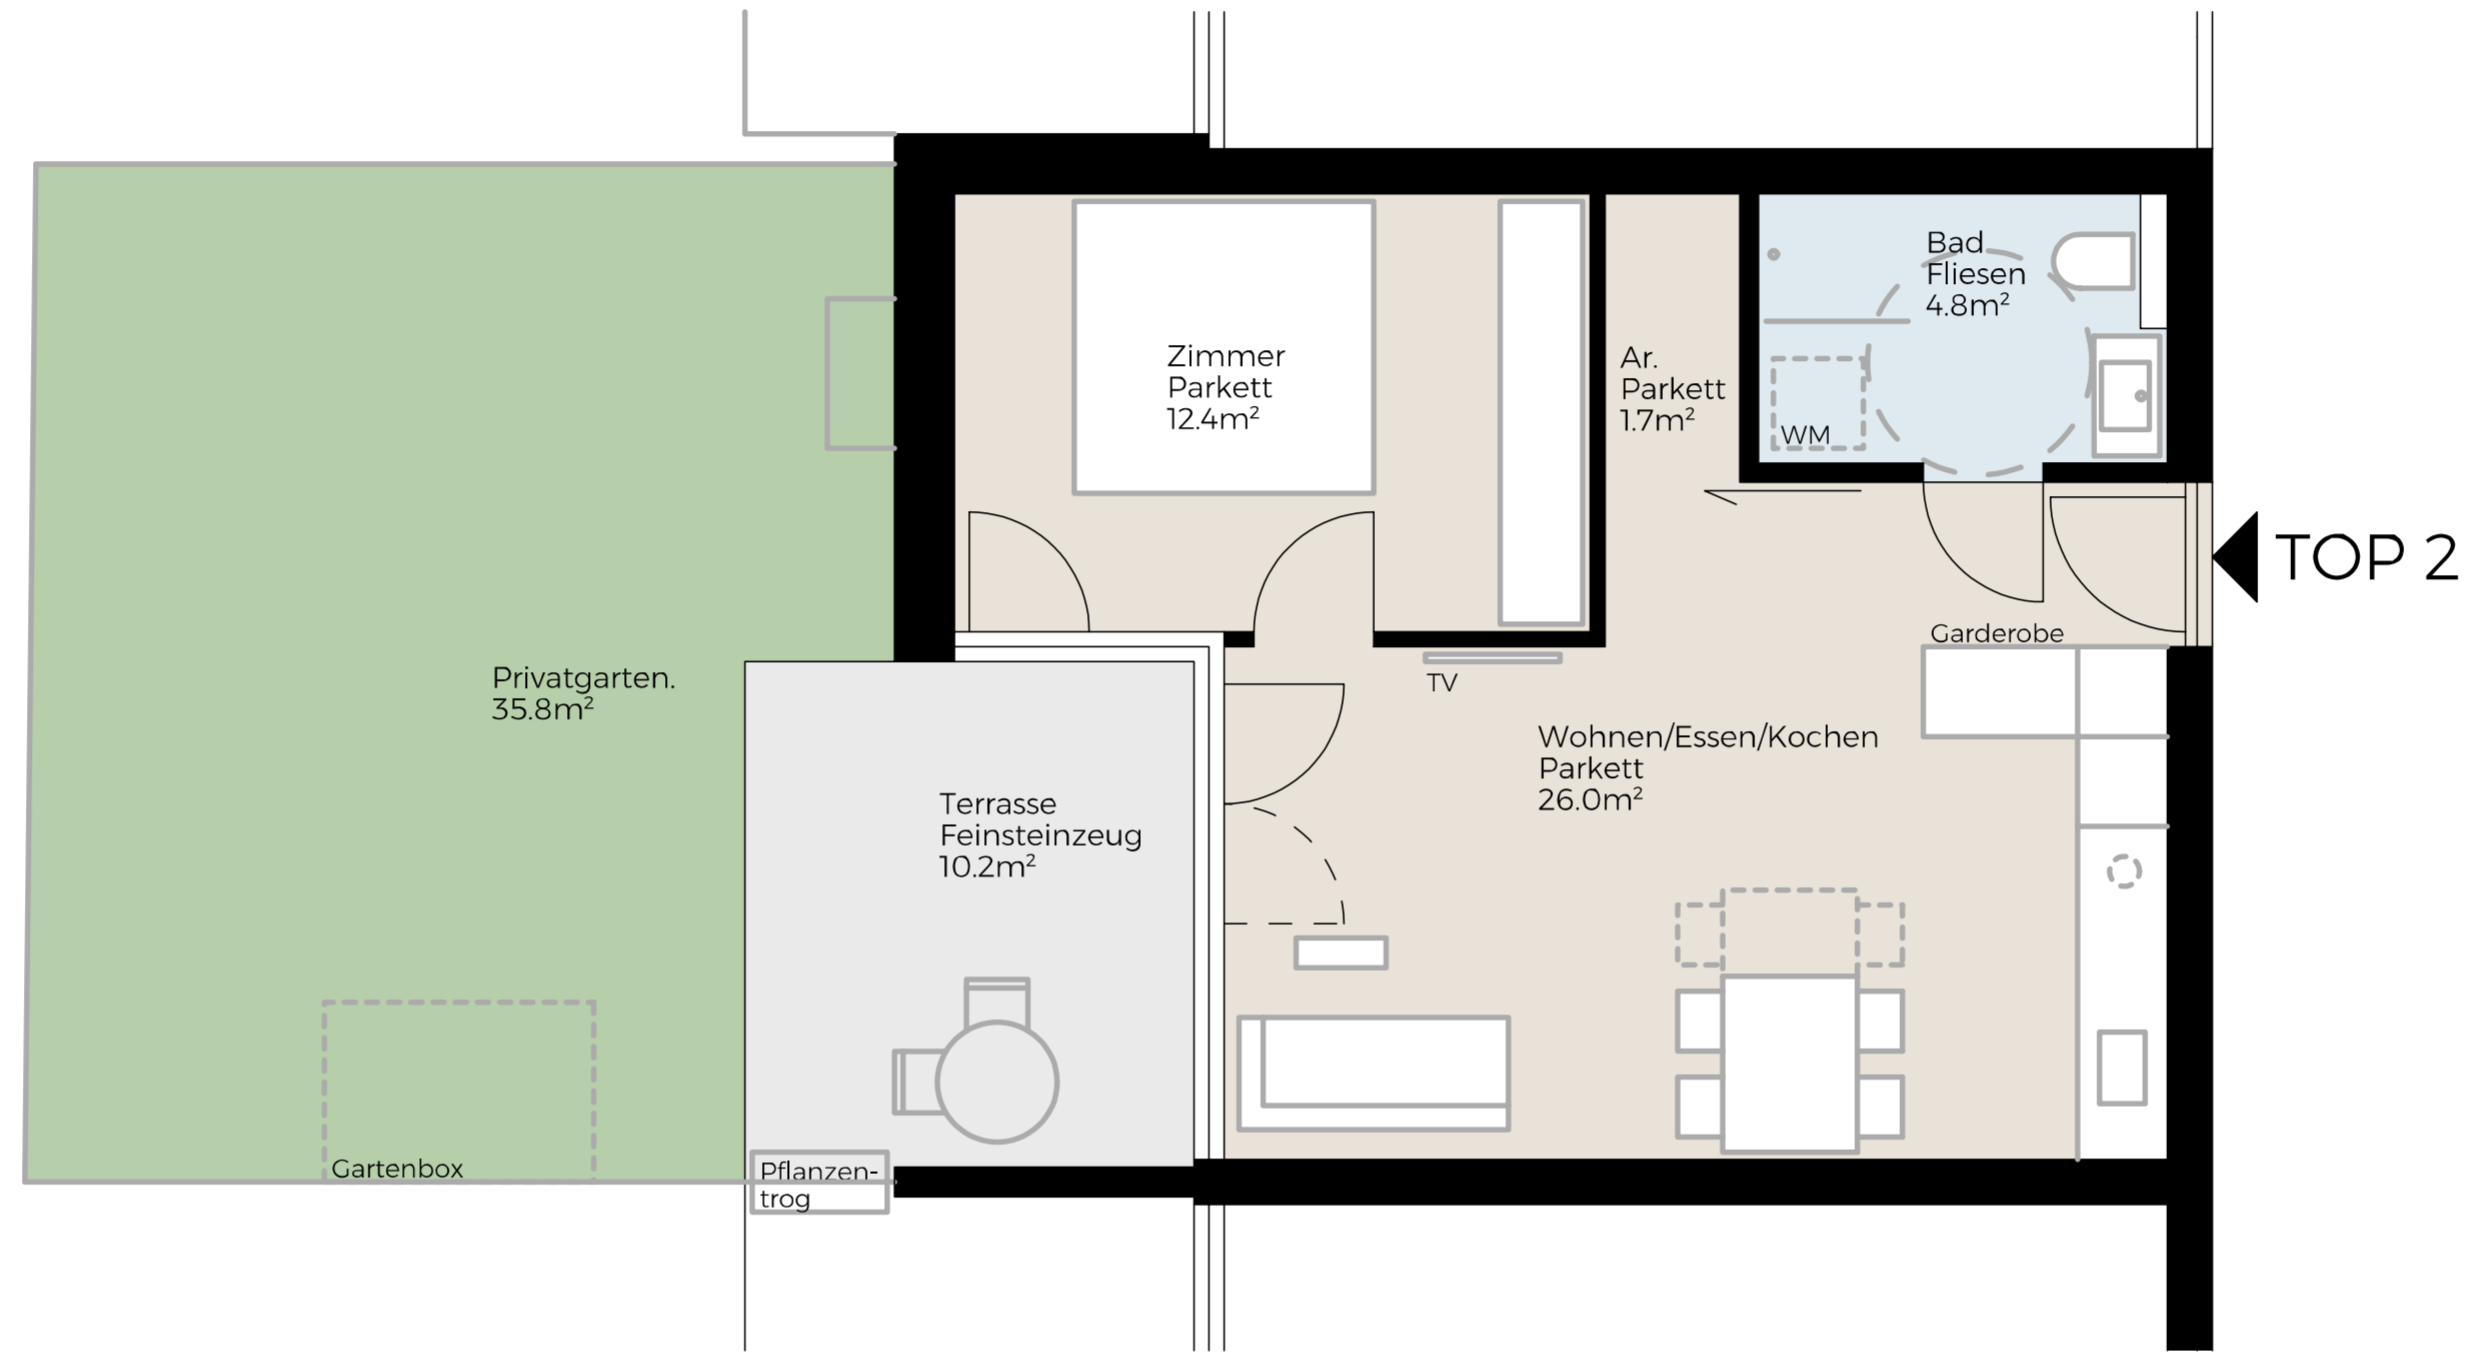 Bad
Fliesen
4.8m²
Zimmer
Parkett
12.4m²
Ar.
Parkett
1.7m²
WM
TOP 2
Garderobe
Privatgarten.
35.8m²
TV
Wohnen/Essen/Kochen
Parkett
26.0m²
Terrasse
Feinsteinzeug
10.2m²
Gartenbox
Pflanzen-
trog